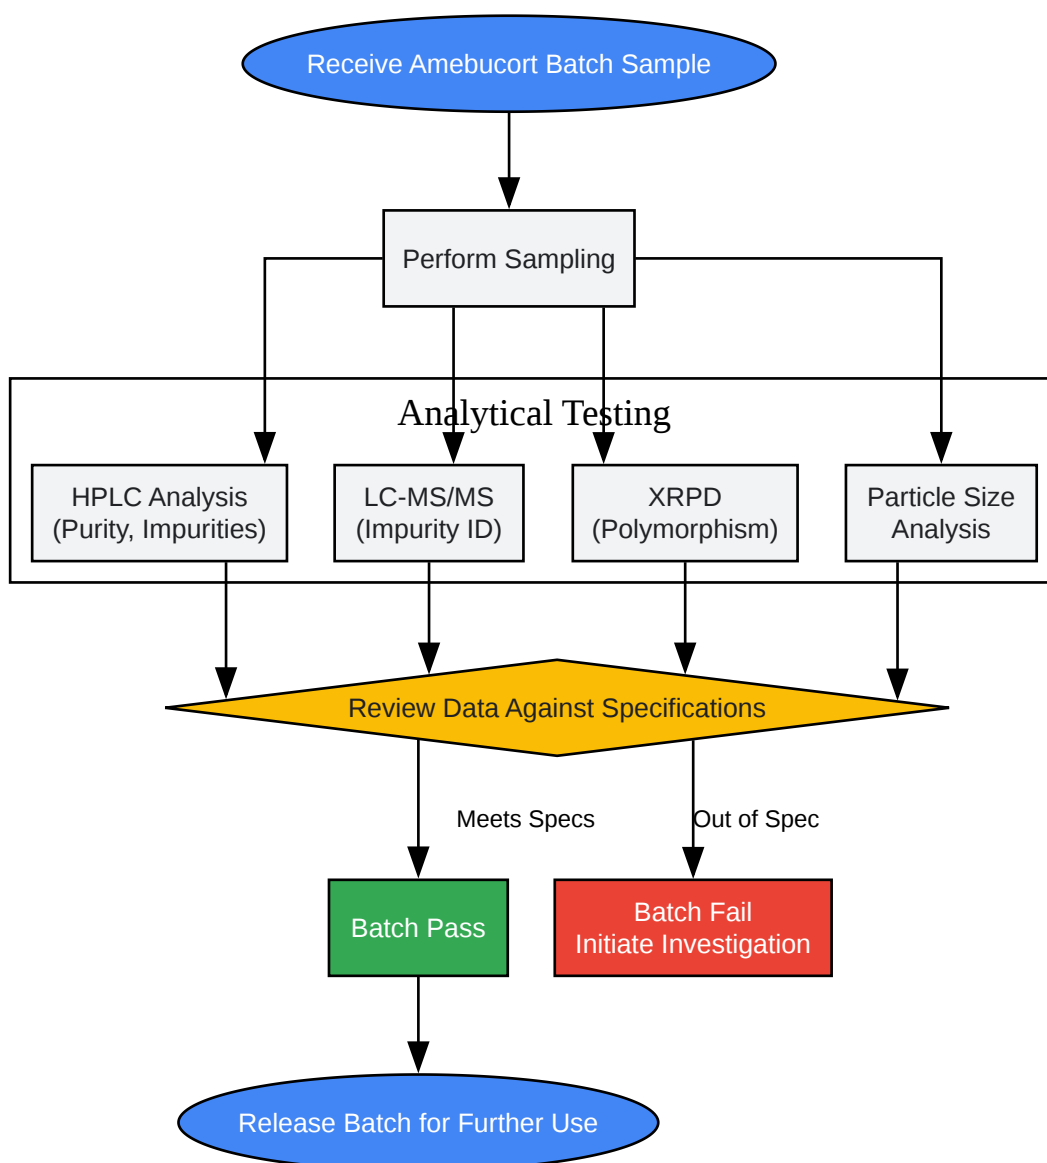 Receive Amebucort Batch Sample
Perform Sampling
Analytical Testing
HPLC Analysis
(Purity, Impurities)
LC-MS/MS
(Impurity ID)
XRPD
(Polymorphism)
Particle Size
Analysis
Review Data Against Specifications
Meets Specs
Out of Spec
Batch Pass
Batch Fail
Initiate Investigation
Release Batch for Further Use